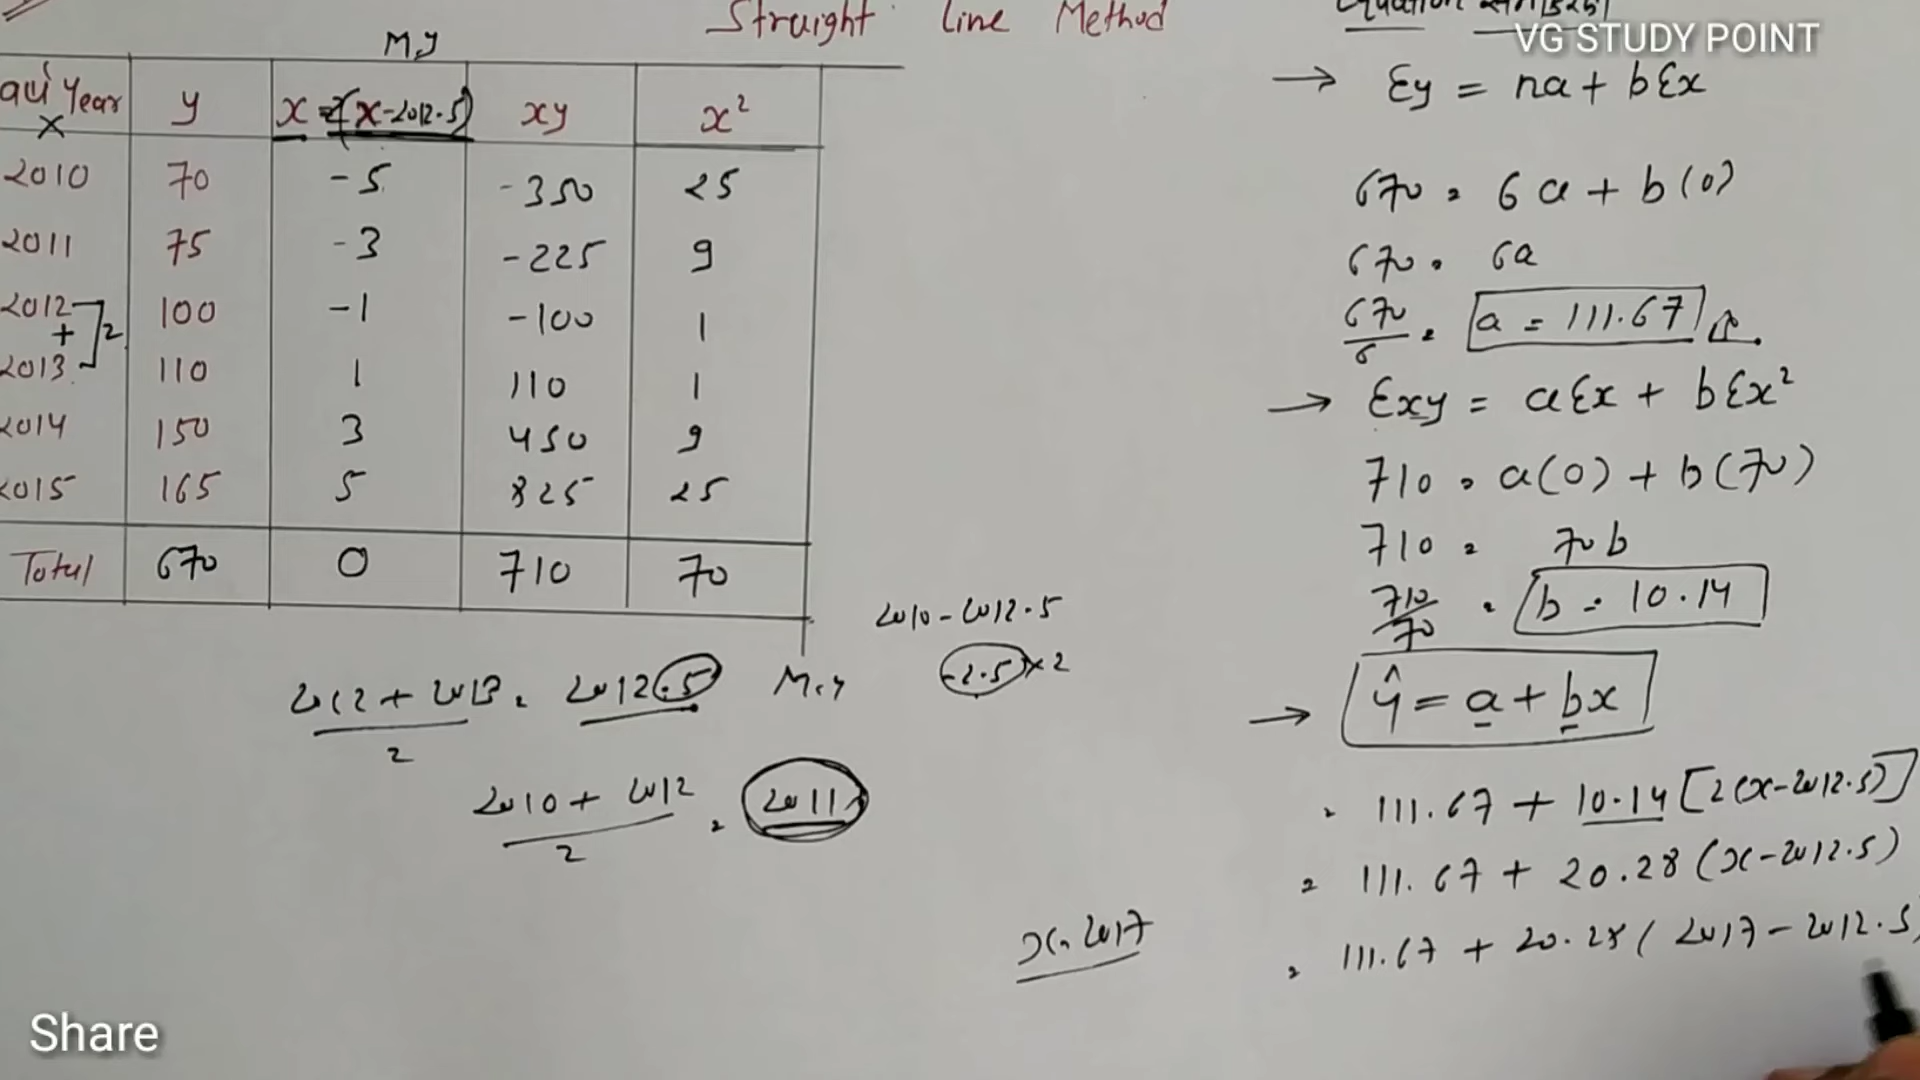 Straight Line Method
Equation समीकरण
VG STUDY POINT
M.Y
वर्ष Year X y x = 2(x-2012.5) xy x²
2010 70 -5 -350 25
2011 75 -3 -225 9
2012 100 -1 -100 1
+ ] 2
2013 110 1 110 1
2014 150 3 450 9
2015 165 5 825 25
Total 670 0 710 70
2012 + 2013 = 2012.5 M.Y
2
2010 + 2012 = 2011
2
2010 - 2012.5
-2.5 × 2
→ Σy = na + bΣx
670 = 6a + b(0)
670 = 6a
670/6 = a = 111.67
→ Σxy = aΣx + bΣx²
710 = a(0) + b(70)
710 = 70b
710/70 = b = 10.14
→ ŷ = a + bx
= 111.67 + 10.14 [2(x-2012.5)]
= 111.67 + 20.28 (x-2012.5)
x = 2017
= 111.67 + 20.28 ( 2017 - 2012.5)
Share